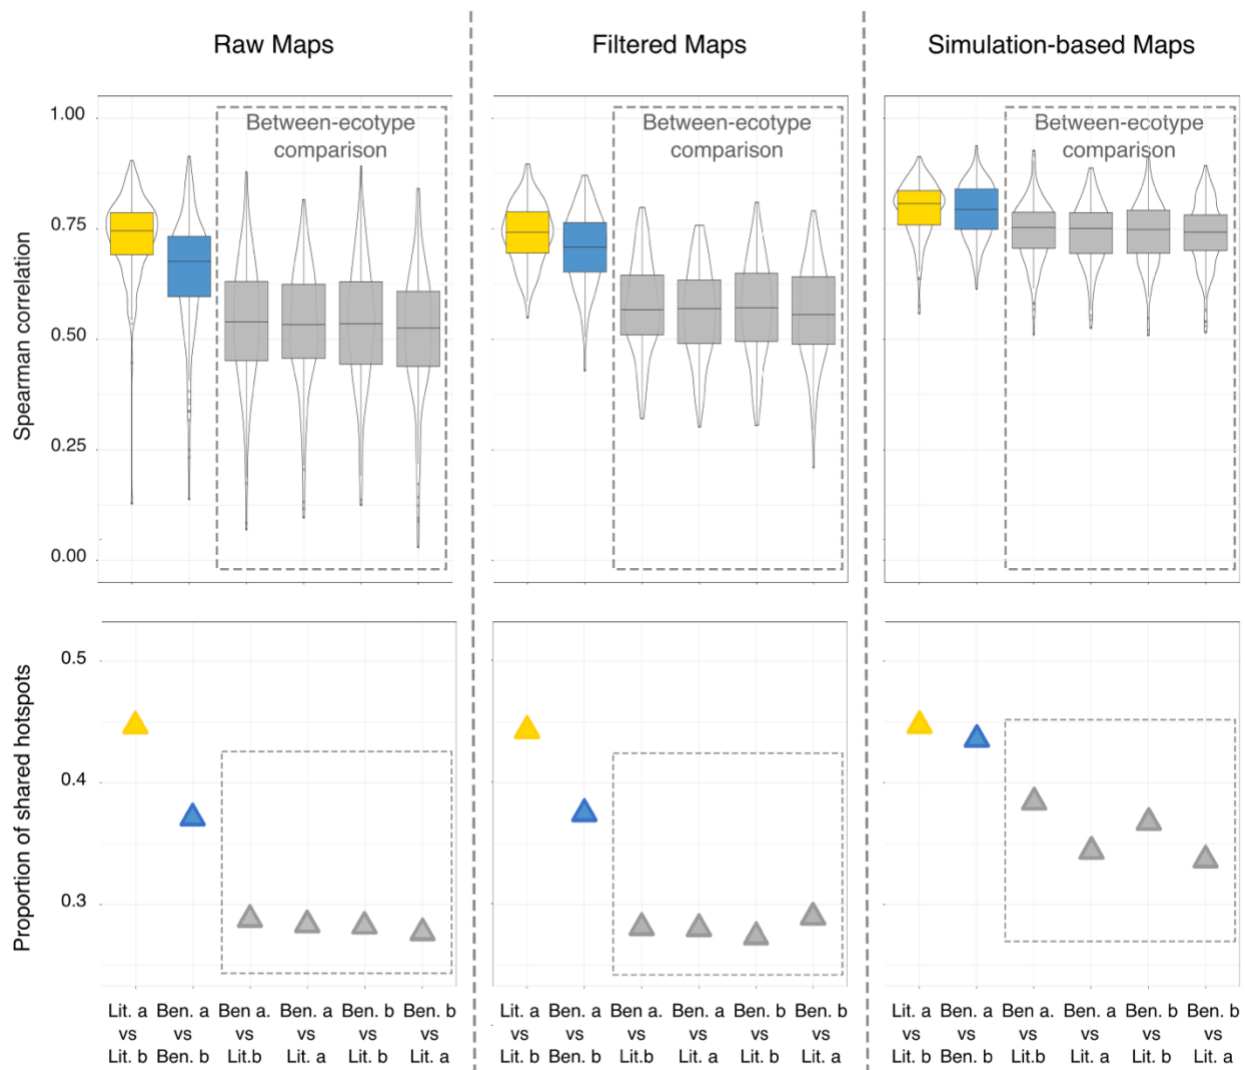 Raw Maps
Filtered Maps
Simulation-based Maps
Spearman correlation
1.00
0.75
0.50
0.25
0.00
Between-ecotype
comparison
Between-ecotype
comparison
Between-ecotype
comparison
Proportion of shared hotspots
0.5
0.4
0.3
Lit. a Ben. a Ben a. Ben. a Ben. b Ben. b
vs vs vs vs vs vs
Lit. b Ben. b Lit.b Lit. a Lit. b Lit. a
Lit. a Ben. a Ben a. Ben. a Ben. b Ben. b
vs vs vs vs vs vs
Lit. b Ben. b Lit.b Lit. a Lit. b Lit. a
Lit. a Ben. a Ben a. Ben. a Ben. b Ben. b
vs vs vs vs vs vs
Lit. b Ben. b Lit.b Lit. a Lit. b Lit. a